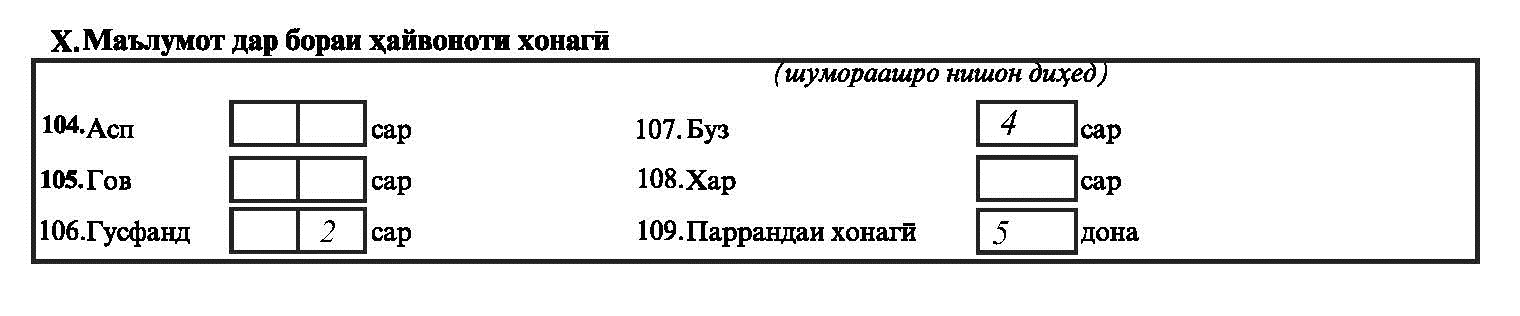 X. Маълумот дар бораи ҳайвоноти хонагӣ
(шумораашро нишон диҳед)
104. Асп сар 107. Буз 4 сар
105. Гов сар 108. Хар сар
106. Гусфанд 2 сар 109. Паррандаи хонагӣ 5 дона